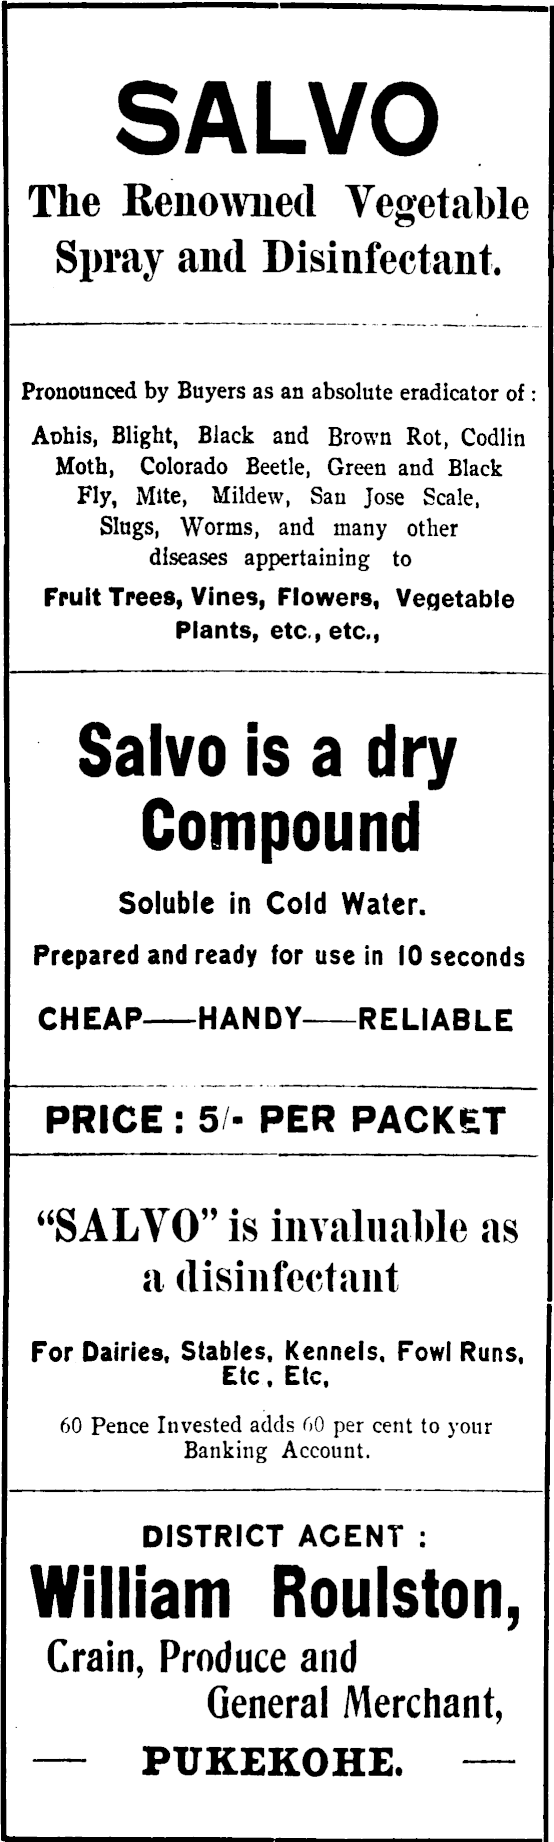 SALVO
The Renowned Vegetable
Spray and Disinfectant.
Pronounced by Buyers as an absolute eradicator of :
Aphis, Blight, Black and Brown Rot, Codlin
Moth, Colorado Beetle, Green and Black
Fly, Mite, Mildew, San Jose Scale,
Slugs, Worms, and many other
diseases appertaining to
Fruit Trees, Vines, Flowers, Vegetable
Plants, etc., etc.,
Salvo is a dry
Compound
Soluble in Cold Water.
Prepared and ready for use in 10 seconds
CHEAP—HANDY—RELIABLE
PRICE : 5/- PER PACKET
"SALVO" is invaluable as
a disinfectant
For Dairies, Stables, Kennels, Fowl Runs,
Etc., Etc,
60 Pence Invested adds 60 per cent to your
Banking Account.
DISTRICT AGENT :
William Roulston,
Grain, Produce and
General Merchant,
— PUKEKOHE. —